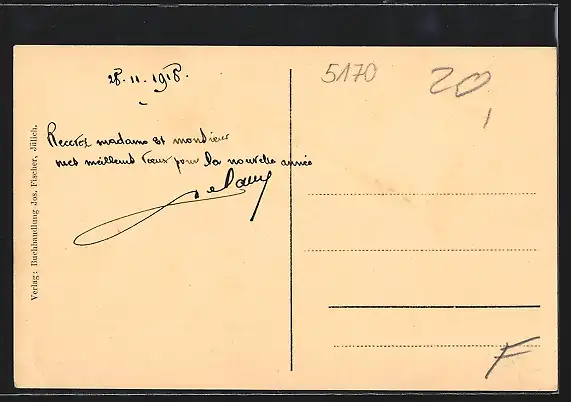 28.11.1918.
5170
20,
Recevez madame et monsieur
mes meilleurs vœux pour la nouvelle année
Delauy
F
Verlag: Buchhandlung Jos. Fischer, Jülich.